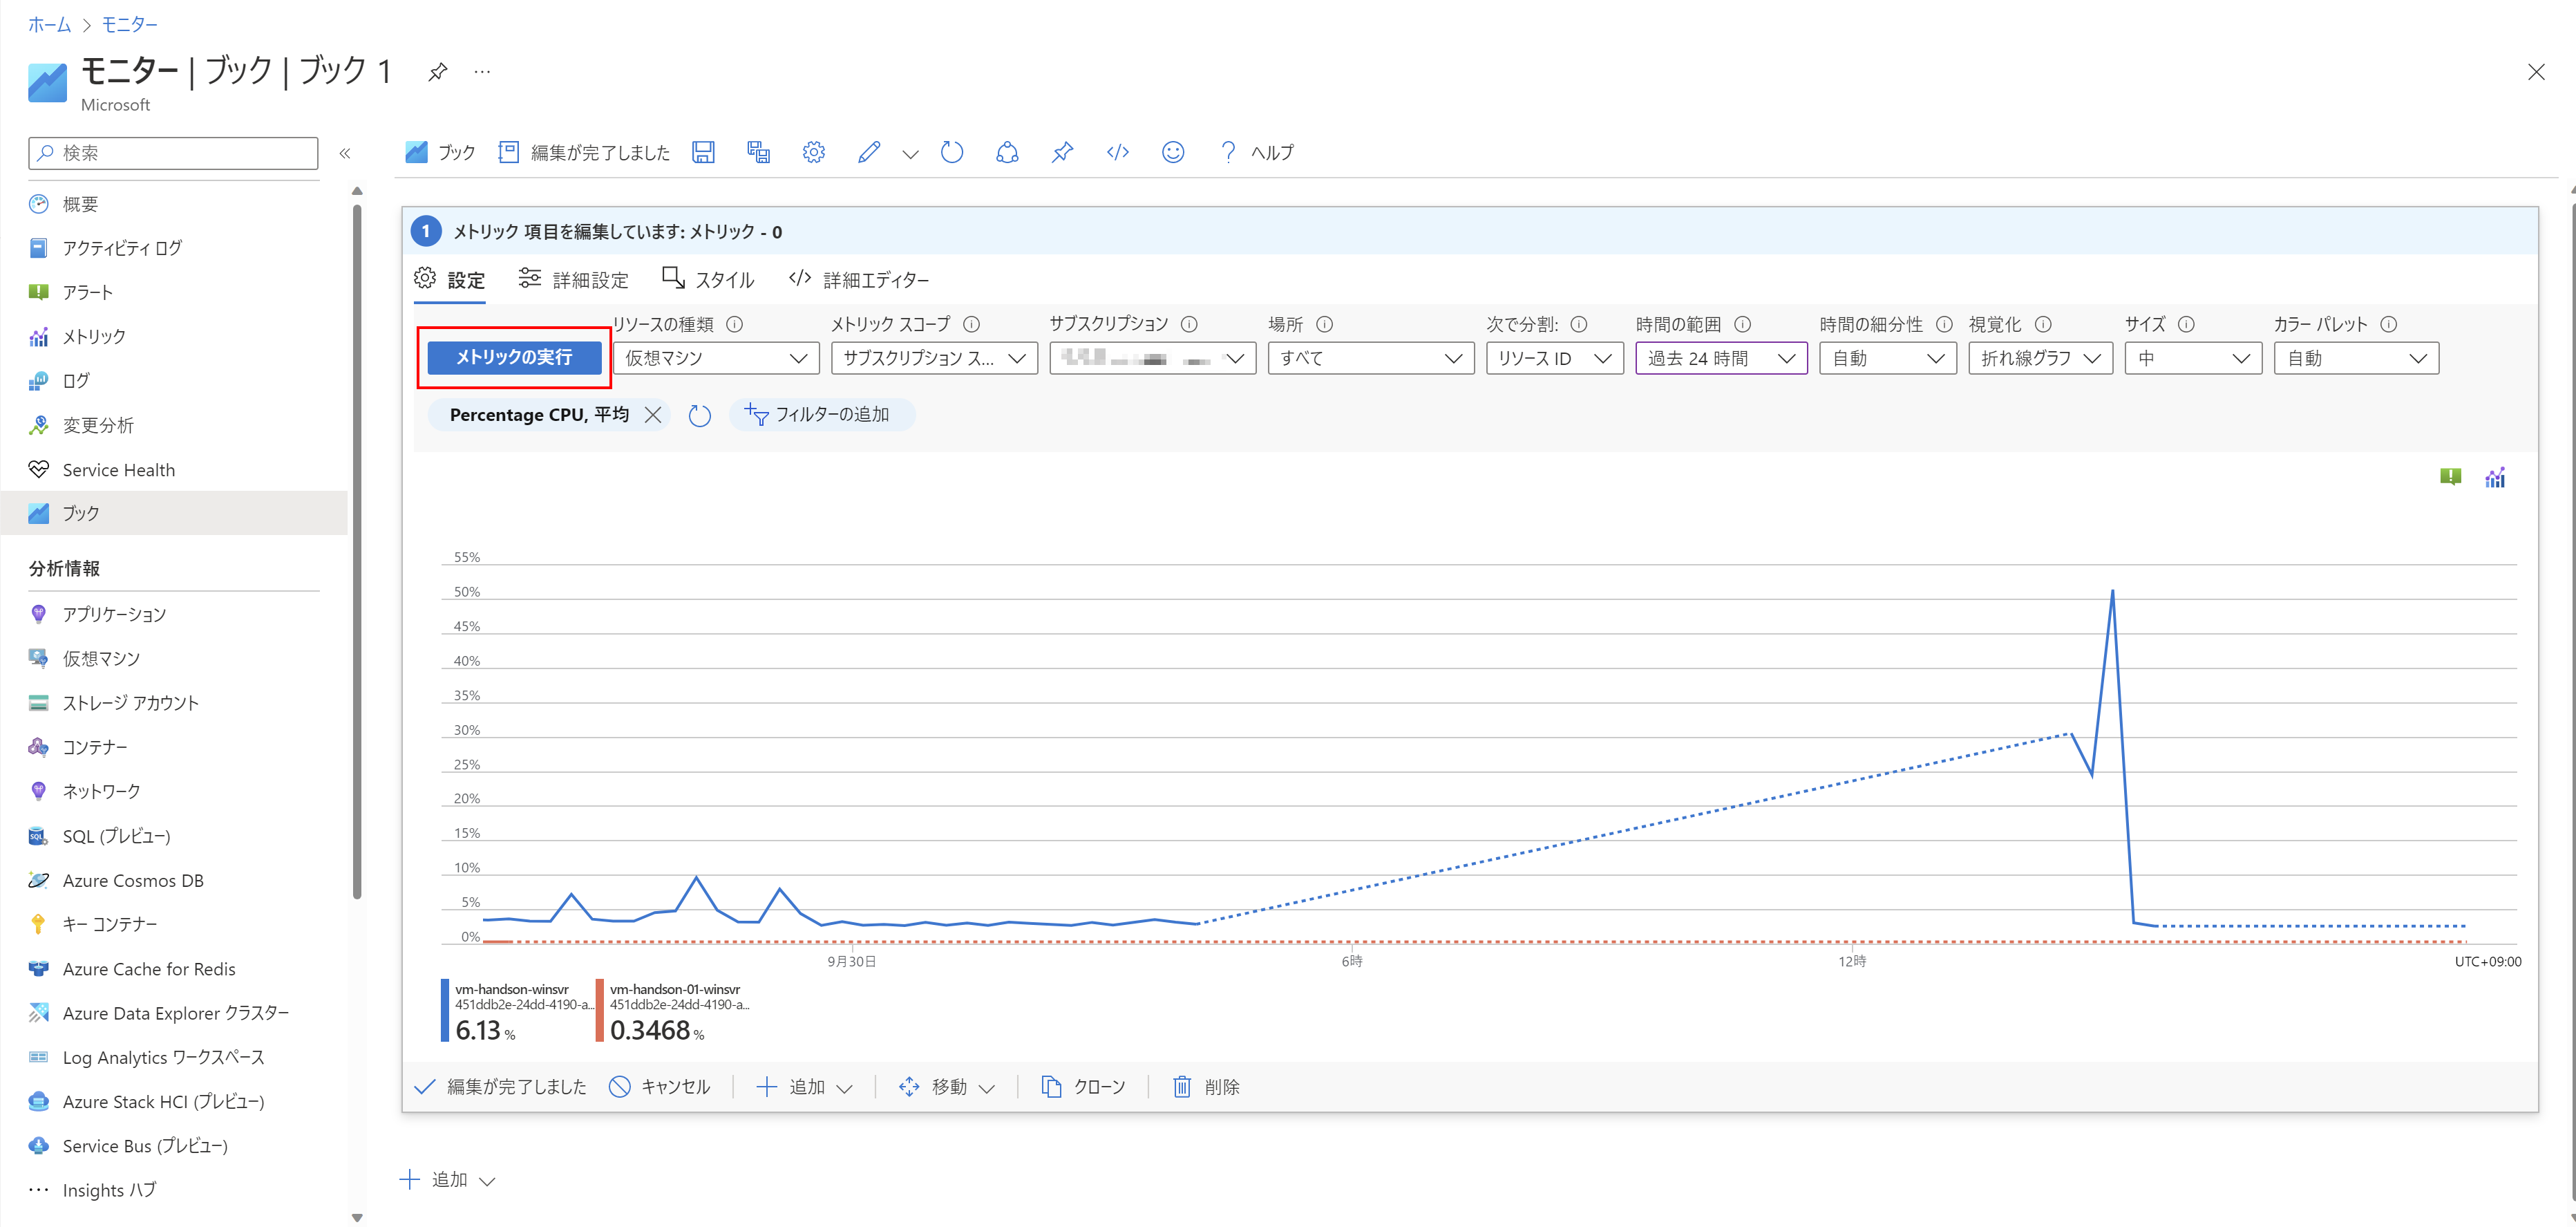 ホーム > モニター
モニター | ブック | ブック 1 ...
Microsoft
検索
«
概要
アクティビティ ログ
アラート
メトリック
ログ
変更分析
Service Health
ブック
分析情報
アプリケーション
仮想マシン
ストレージ アカウント
コンテナー
ネットワーク
SQL (プレビュー)
Azure Cosmos DB
キー コンテナー
Azure Cache for Redis
Azure Data Explorer クラスター
Log Analytics ワークスペース
Azure Stack HCI (プレビュー)
Service Bus (プレビュー)
Insights ハブ
ブック 編集が完了しました </> ? ヘルプ
1 メトリック 項目を編集しています: メトリック - 0
設定 詳細設定 スタイル </> 詳細エディター
リソースの種類 メトリック スコープ サブスクリプション 場所 次で分割: 時間の範囲 時間の細分性 視覚化 サイズ カラー パレット
メトリックの実行 仮想マシン サブスクリプション ス... すべて リソース ID 過去 24 時間 自動 折れ線グラフ 中 自動
Percentage CPU, 平均 フィルターの追加
55%
50%
45%
40%
35%
30%
25%
20%
15%
10%
5%
0%
9月30日 6時 12時 UTC+09:00
vm-handson-winsvr
451ddb2e-24dd-4190-a...
6.13 %
vm-handson-01-winsvr
451ddb2e-24dd-4190-a...
0.3468 %
編集が完了しました キャンセル 追加 移動 クローン 削除
追加